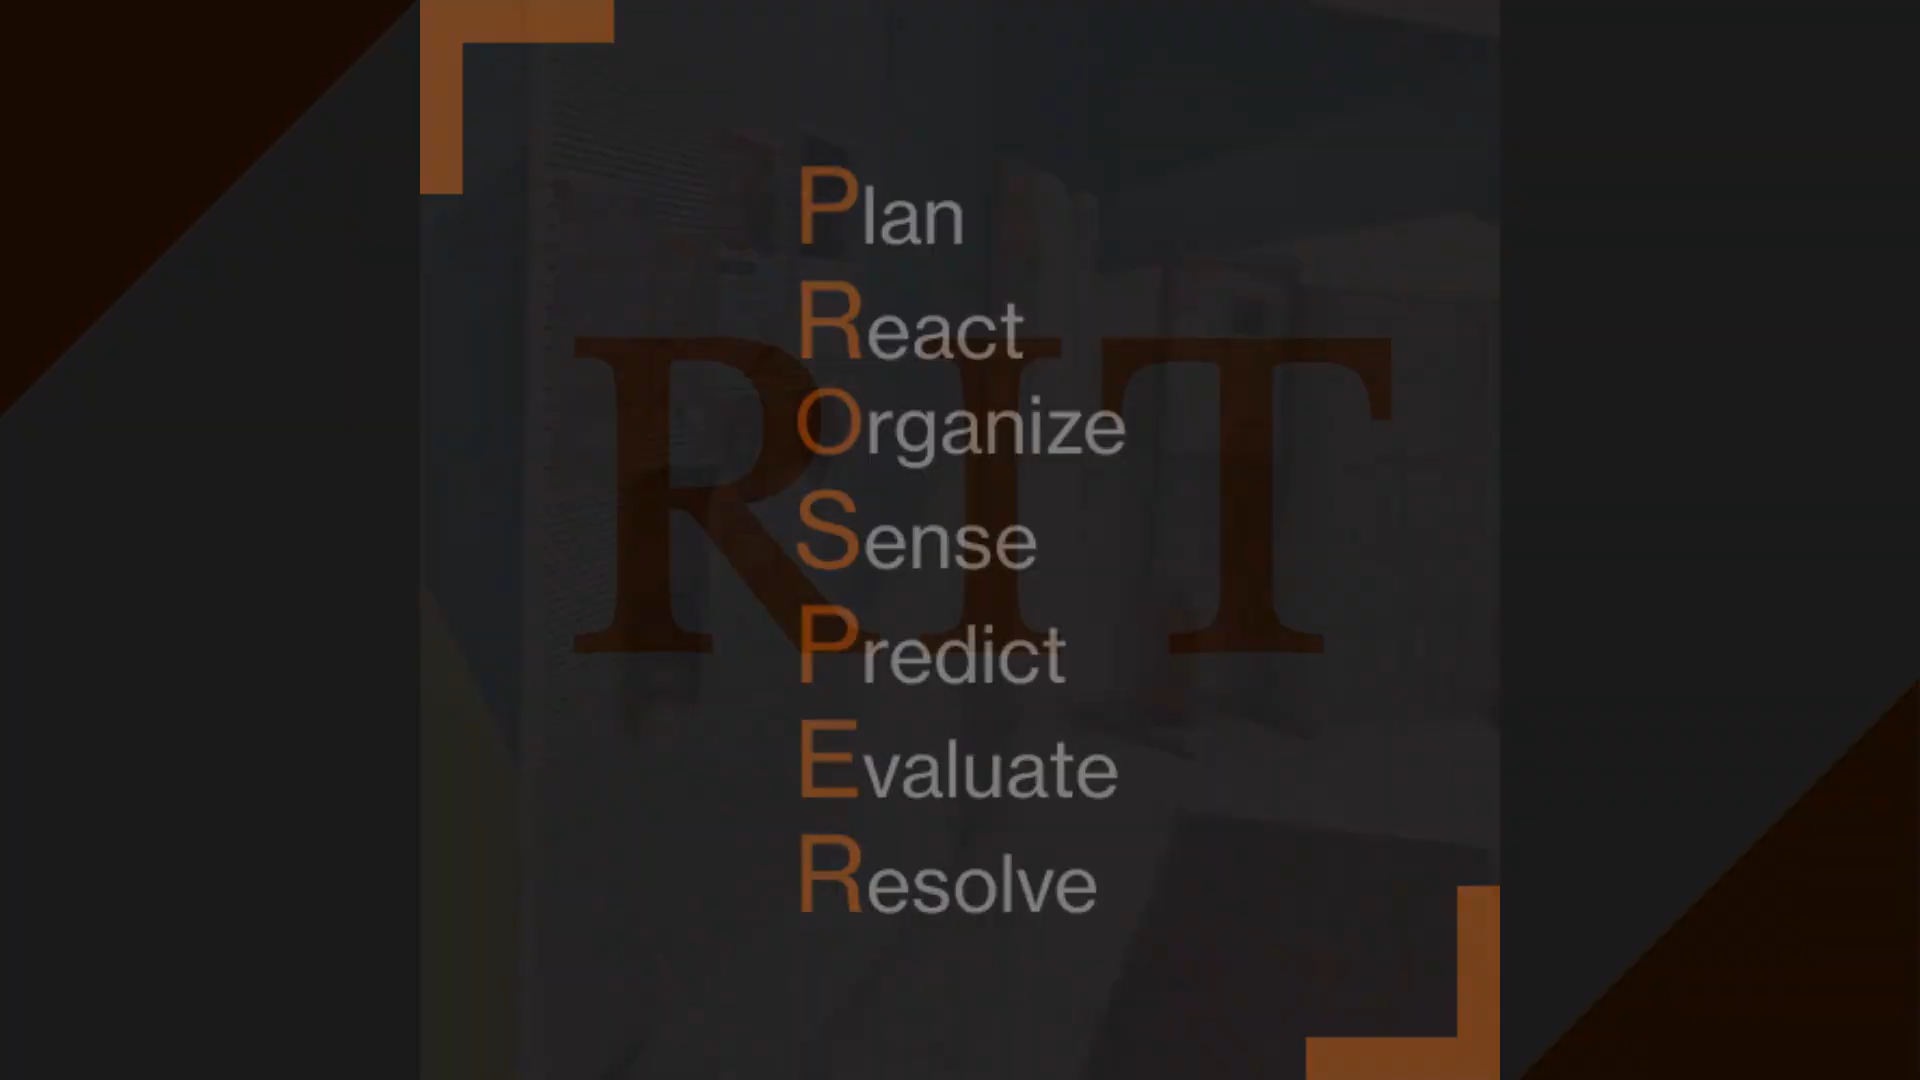 Plan
React
Organize
Sense
Predict
Evaluate
Resolve
RIT